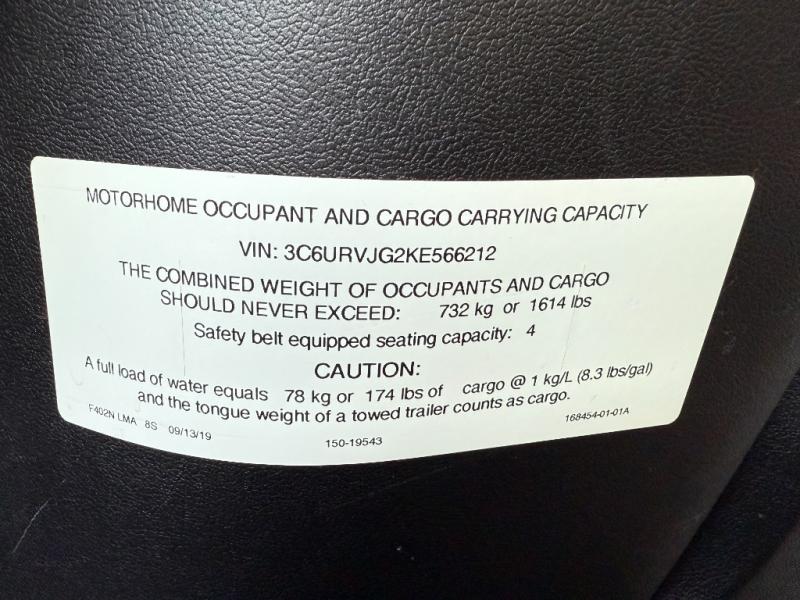 MOTORHOME OCCUPANT AND CARGO CARRYING CAPACITY
VIN: 3C6URVJG2KE566212
THE COMBINED WEIGHT OF OCCUPANTS AND CARGO
SHOULD NEVER EXCEED: 732 kg or 1614 lbs
Safety belt equipped seating capacity: 4
CAUTION:
A full load of water equals 78 kg or 174 lbs of cargo @ 1 kg/L (8.3 lbs/gal)
and the tongue weight of a towed trailer counts as cargo.
F402N LMA 8S 09/13/19 150-19543 168454-01-01A